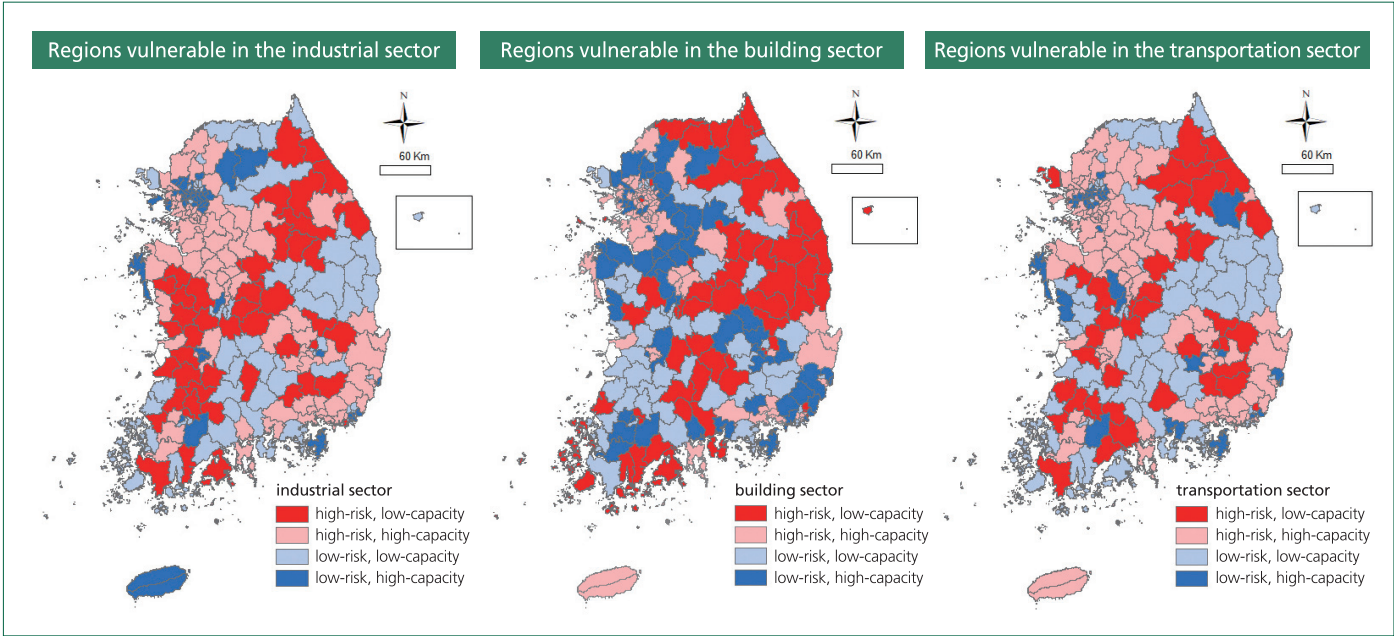 Regions vulnerable in the industrial sector
N
60 Km
industrial sector
high-risk, low-capacity
high-risk, high-capacity
low-risk, low-capacity
low-risk, high-capacity
Regions vulnerable in the building sector
N
60 Km
building sector
high-risk, low-capacity
high-risk, high-capacity
low-risk, low-capacity
low-risk, high-capacity
Regions vulnerable in the transportation sector
N
60 Km
transportation sector
high-risk, low-capacity
high-risk, high-capacity
low-risk, low-capacity
low-risk, high-capacity